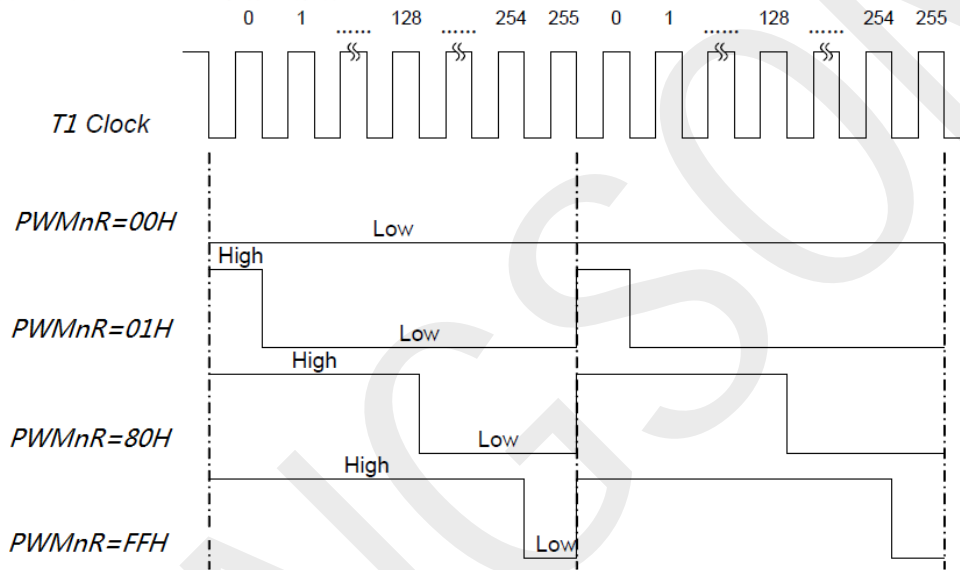 0 1 ...... 128 ...... 254 255 0 1 ...... 128 ...... 254 255
T1 Clock
PWMnR=00H
Low
High
PWMnR=01H
Low
High
PWMnR=80H
Low
High
PWMnR=FFH
Low